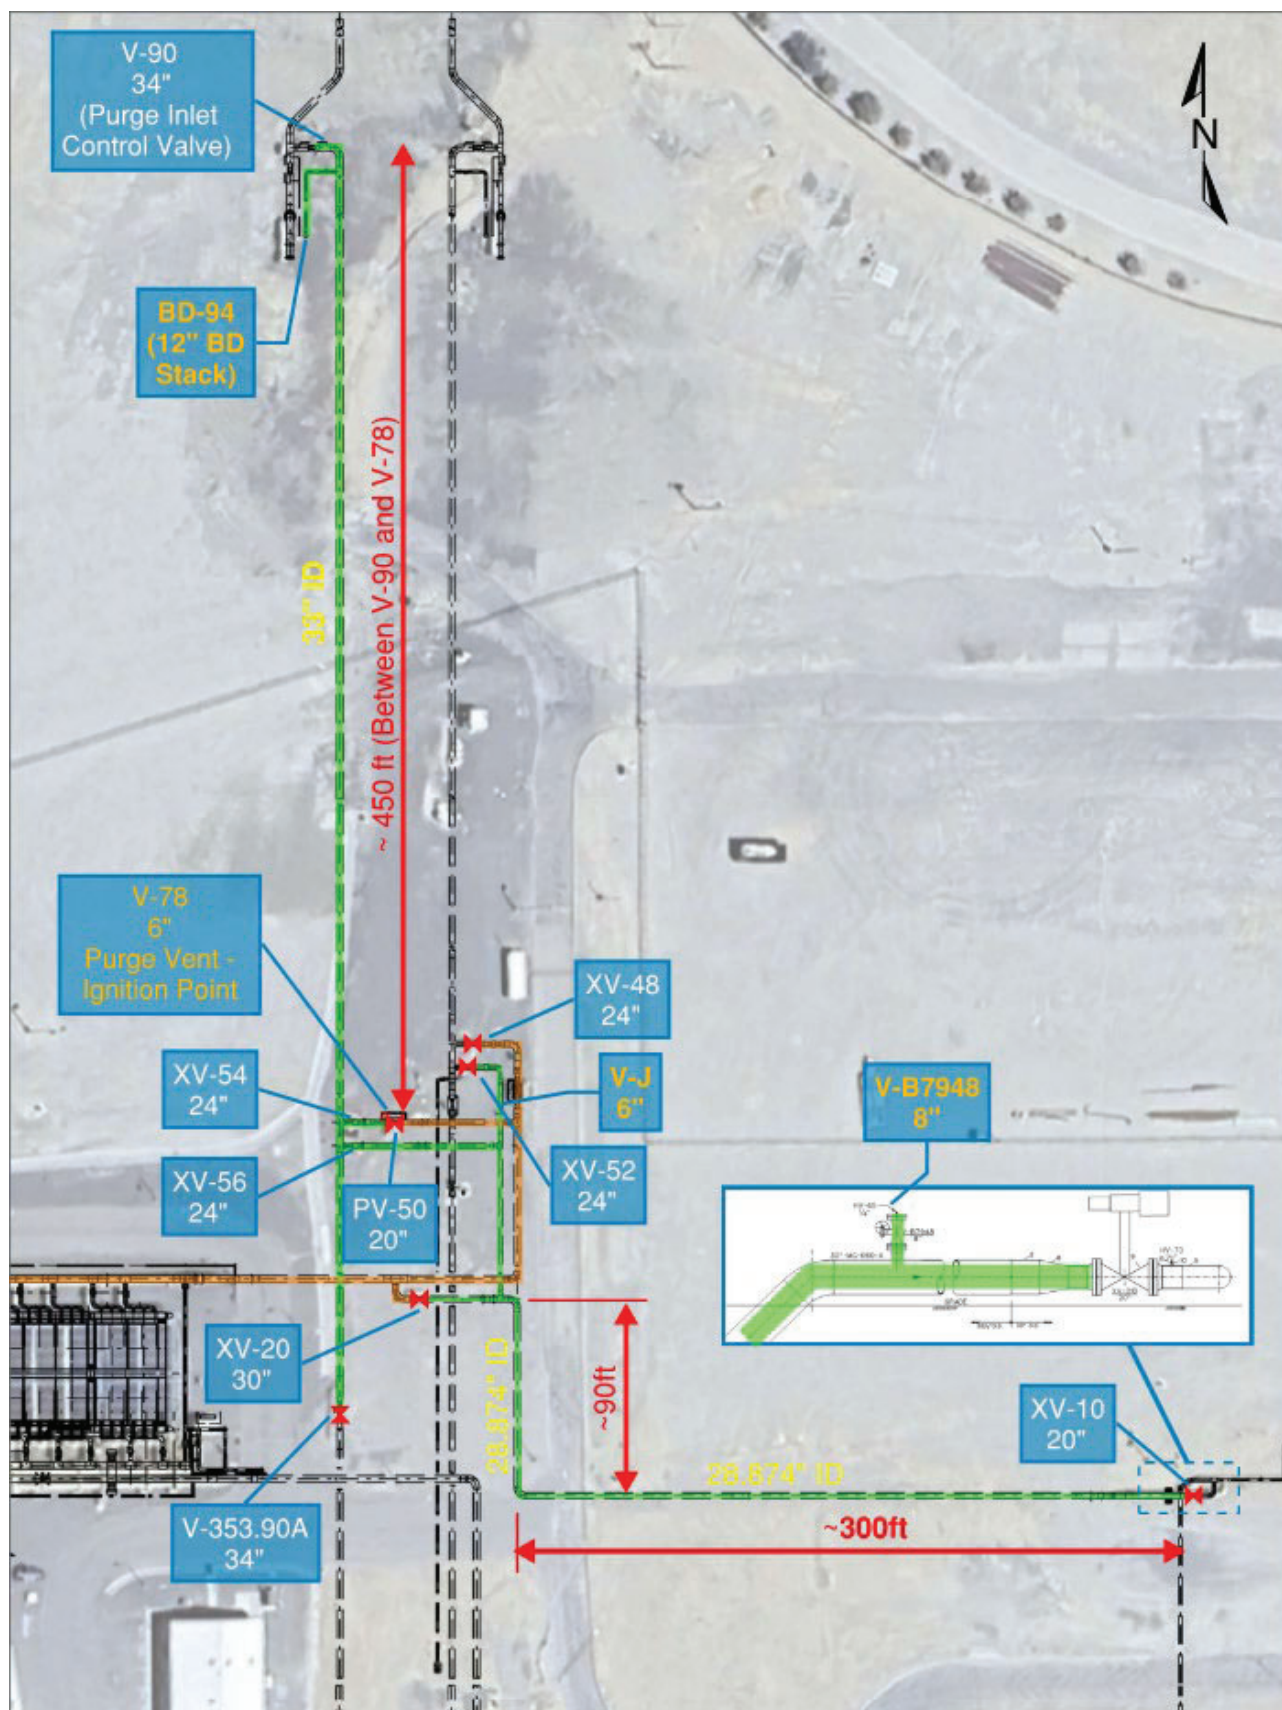 V-90
34"
(Purge Inlet
Control Valve)
N
BD-94
(12" BD
Stack)
~ 450 ft (Between V-90 and V-78)
33" ID
V-78
6"
Purge Vent -
Ignition Point
XV-48
24"
XV-54
24"
V-J
6"
V-B7948
8"
XV-56
24"
PV-50
20"
XV-52
24"
B7948
GRADE
XV-20
30"
28.874" ID
~90ft
XV-10
20"
28.874" ID
V-353.90A
34"
~300ft